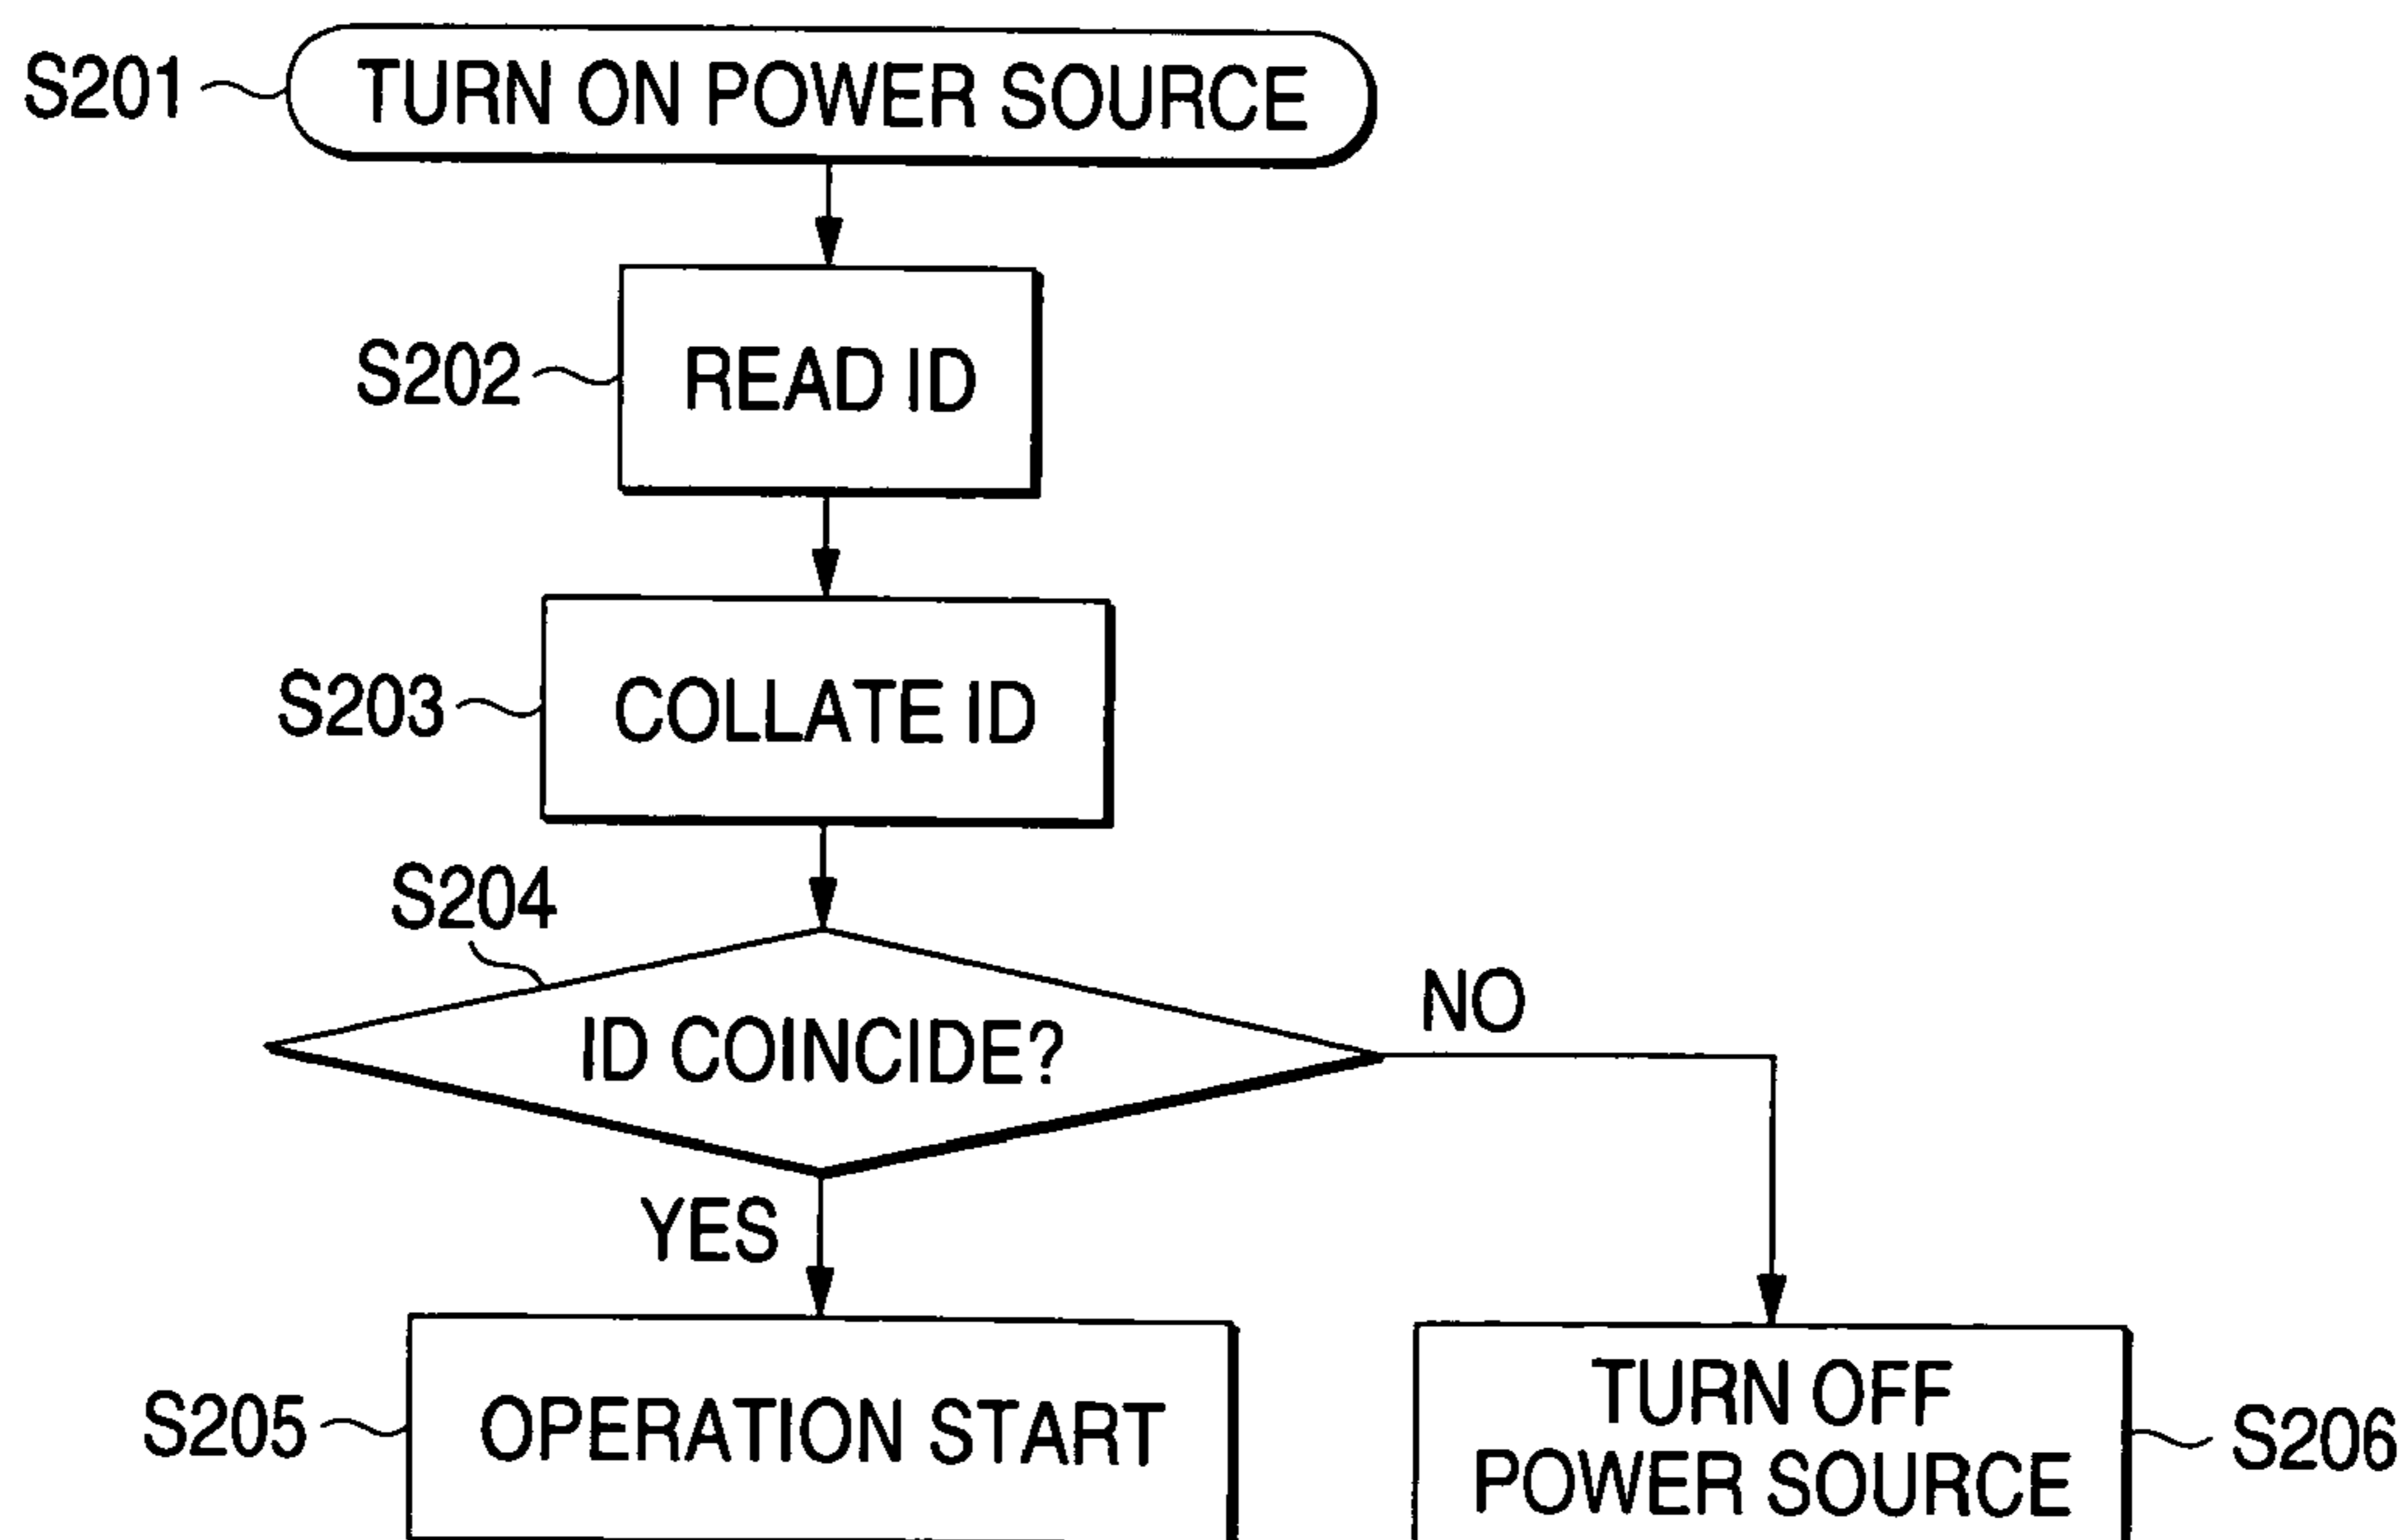 S201
TURN ON POWER SOURCE
S202
READ ID
S203
COLLATE ID
S204
ID COINCIDE?
NO
YES
S205
OPERATION START
TURN OFF
POWER SOURCE
S206